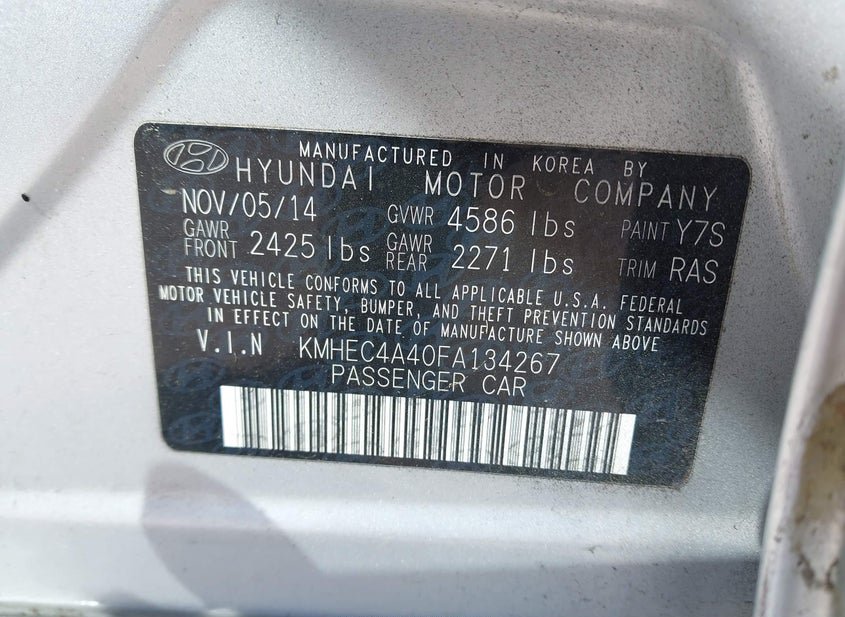 MANUFACTURED IN KOREA BY
HYUNDAI MOTOR COMPANY
NOV/05/14 GVWR 4586 lbs PAINT Y7S
GAWR FRONT 2425 lbs GAWR REAR 2271 lbs TRIM RAS
THIS VEHICLE CONFORMS TO ALL APPLICABLE U.S.A. FEDERAL
MOTOR VEHICLE SAFETY, BUMPER, AND THEFT PREVENTION STANDARDS
IN EFFECT ON THE DATE OF MANUFACTURE SHOWN ABOVE
V.I.N KMHEC4A40FA134267
PASSENGER CAR